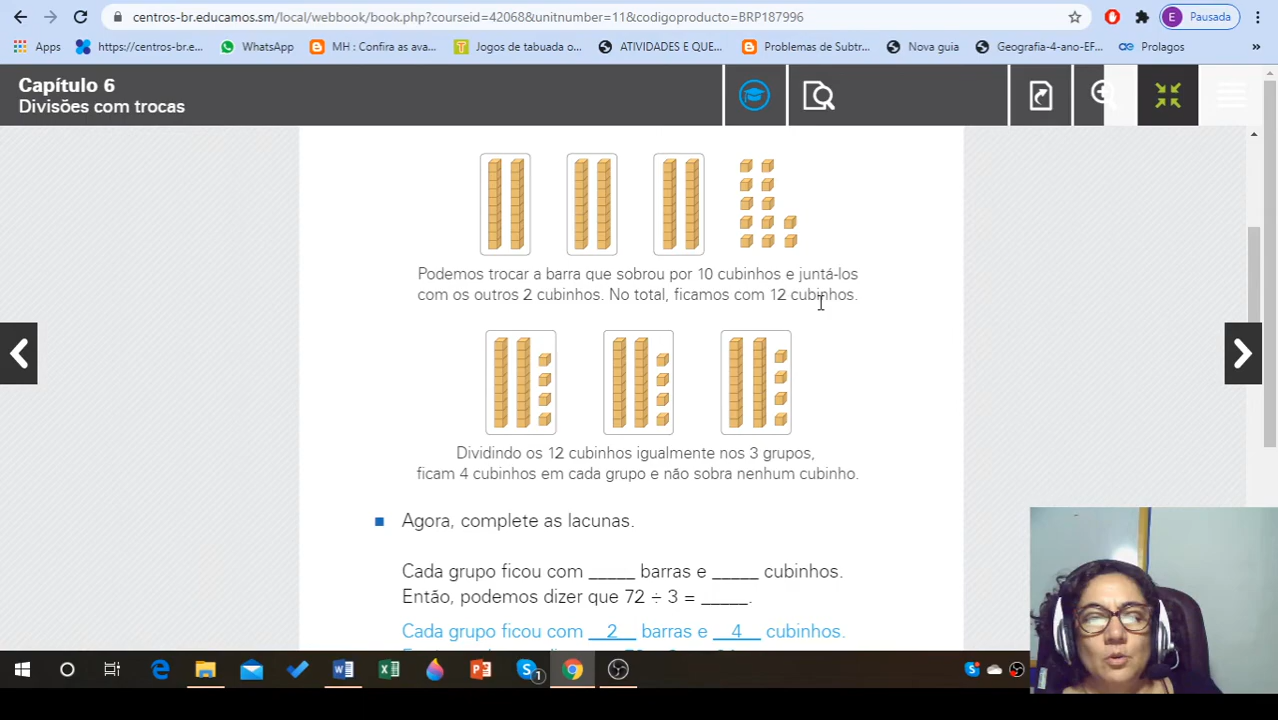 centros-br.educamos.sm/local/webbook/book.php?courseid=42068&unitnumber=11&codigoproducto=BRP187996
E Pausada
Apps https://centros-br.e... WhatsApp MH : Confira as ava... Jogos de tabuada o... ATIVIDADES E QUE... Problemas de Subtr... Nova guia Geografia-4-ano-EF... Prolagos »
Capítulo 6
Divisões com trocas
Podemos trocar a barra que sobrou por 10 cubinhos e juntá-los
com os outros 2 cubinhos. No total, ficamos com 12 cubinhos.
Dividindo os 12 cubinhos igualmente nos 3 grupos,
ficam 4 cubinhos em cada grupo e não sobra nenhum cubinho.
Agora, complete as lacunas.
Cada grupo ficou com _____ barras e _____ cubinhos.
Então, podemos dizer que 72 ÷ 3 = _____.
Cada grupo ficou com __2__ barras e __4__ cubinhos.